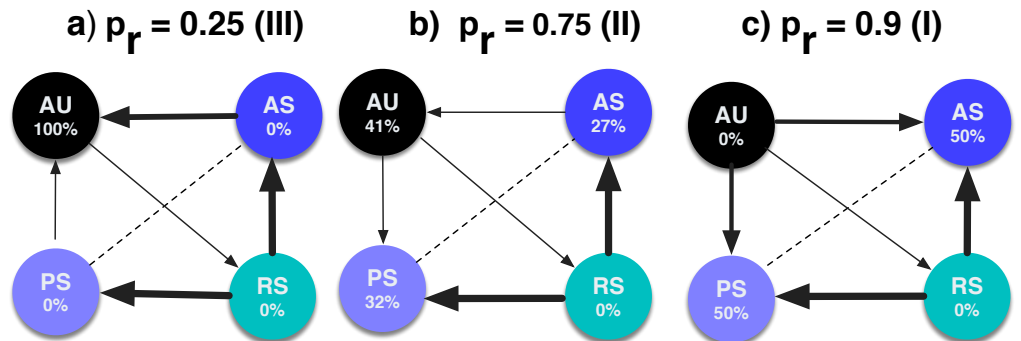 a) pr = 0.25 (III)
AU
100%
AS
0%
PS
0%
RS
0%
b) pr = 0.75 (II)
AU
41%
AS
27%
PS
32%
RS
0%
c) pr = 0.9 (I)
AU
0%
AS
50%
PS
50%
RS
0%